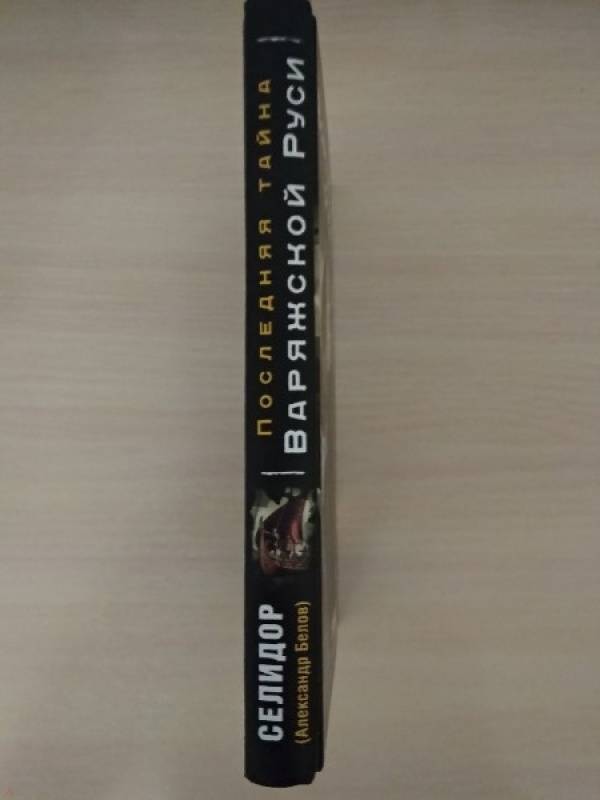 СЕЛИДОР
(Александр Белов)
Последняя тайна
Варяжской Руси